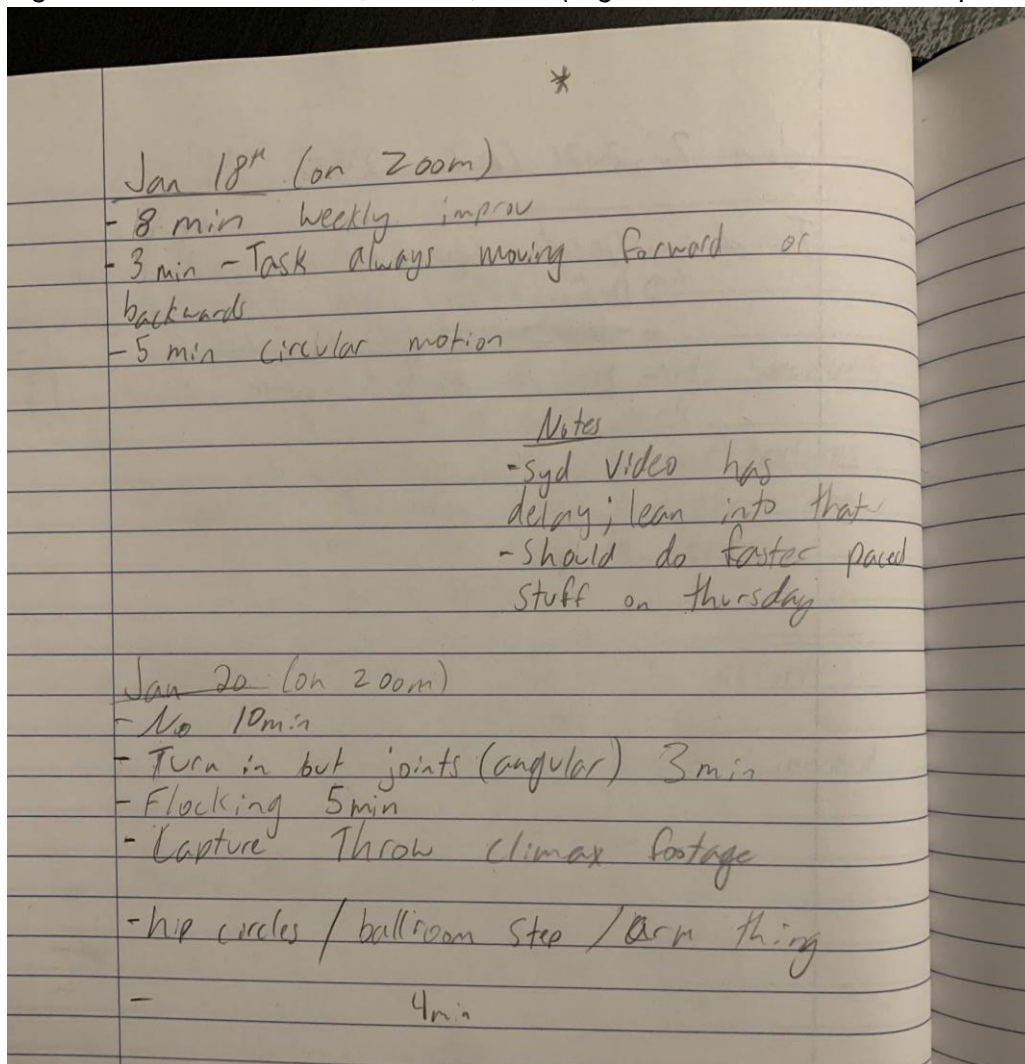 *
Jan 18th (on Zoom)
- 8 min weekly improv
- 3 min - Task always moving forward or
backwards
- 5 min circular motion
Notes
- Syd video has
delay; lean into that
- Should do faster paced
stuff on thursday
Jan 20 (on zoom)
- No 10min
- Turn in but joints (angular) 3min
- Flocking 5min
- Capture Throw climax footage
- hip circles / ballroom step / arm thing
- 4min